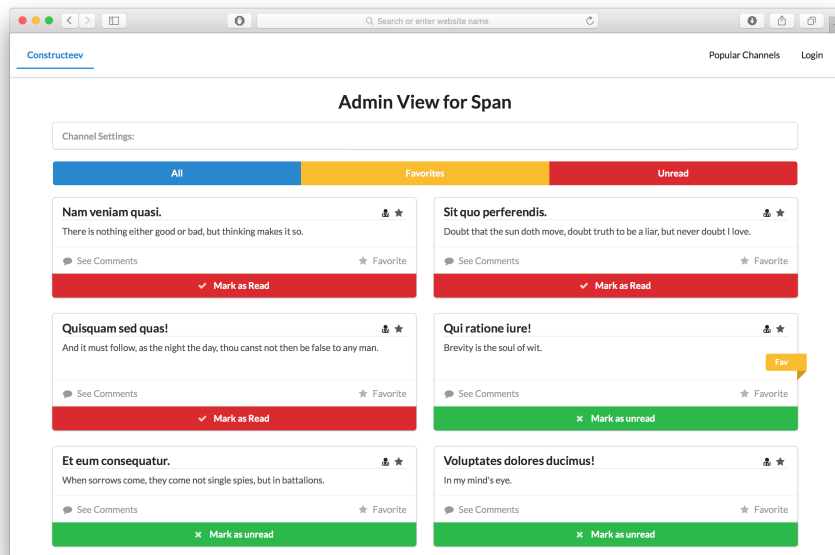 Search or enter website name
Constructeev Popular Channels Login
Admin View for Span
Channel Settings:
All Favorites Unread
Nam veniam quasi.
There is nothing either good or bad, but thinking makes it so.
See Comments Favorite
Mark as Read
Sit quo perferendis.
Doubt that the sun doth move, doubt truth to be a liar, but never doubt I love.
See Comments Favorite
Mark as Read
Quisquam sed quas!
And it must follow, as the night the day, thou canst not then be false to any man.
See Comments Favorite
Mark as Read
Qui ratione iure!
Brevity is the soul of wit.
Fav
See Comments Favorite
Mark as unread
Et eum consequatur.
When sorrows come, they come not single spies, but in battalions.
See Comments Favorite
Mark as unread
Voluptates dolores ducimus!
In my mind's eye.
See Comments Favorite
Mark as unread